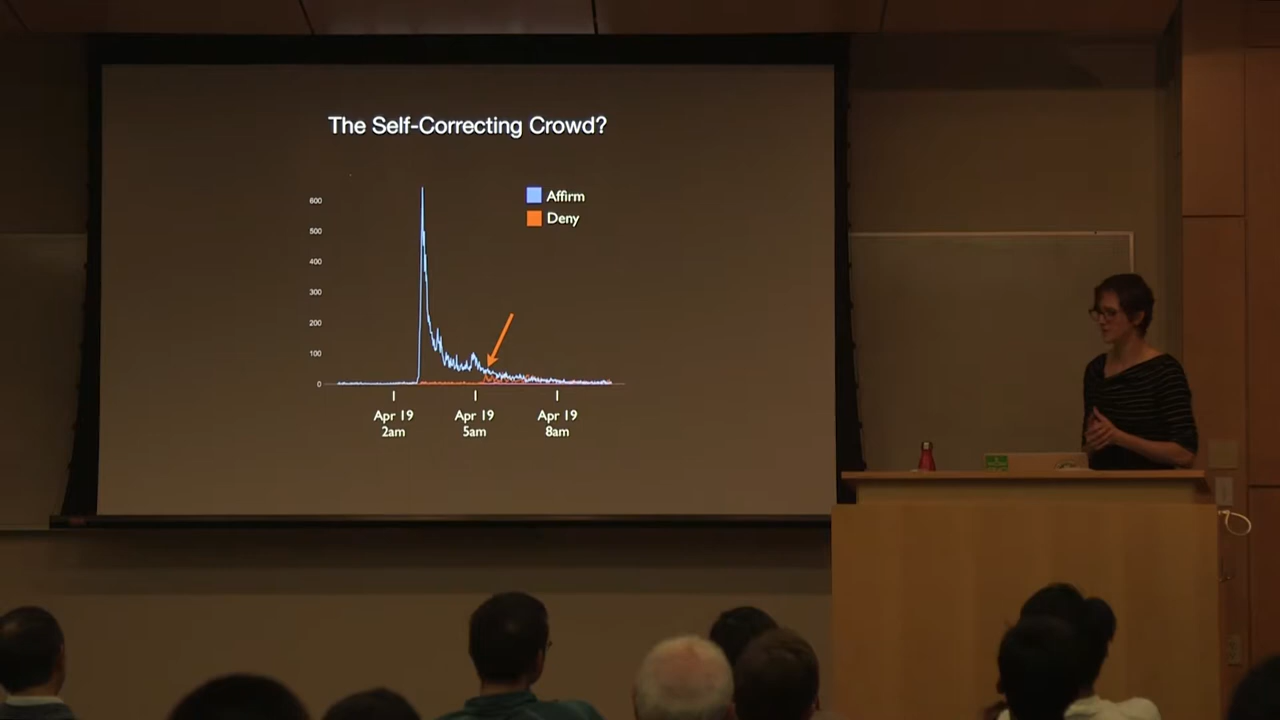 The Self-Correcting Crowd?
Affirm
Deny
600
500
400
300
200
100
0
Apr 19
2am
Apr 19
5am
Apr 19
8am